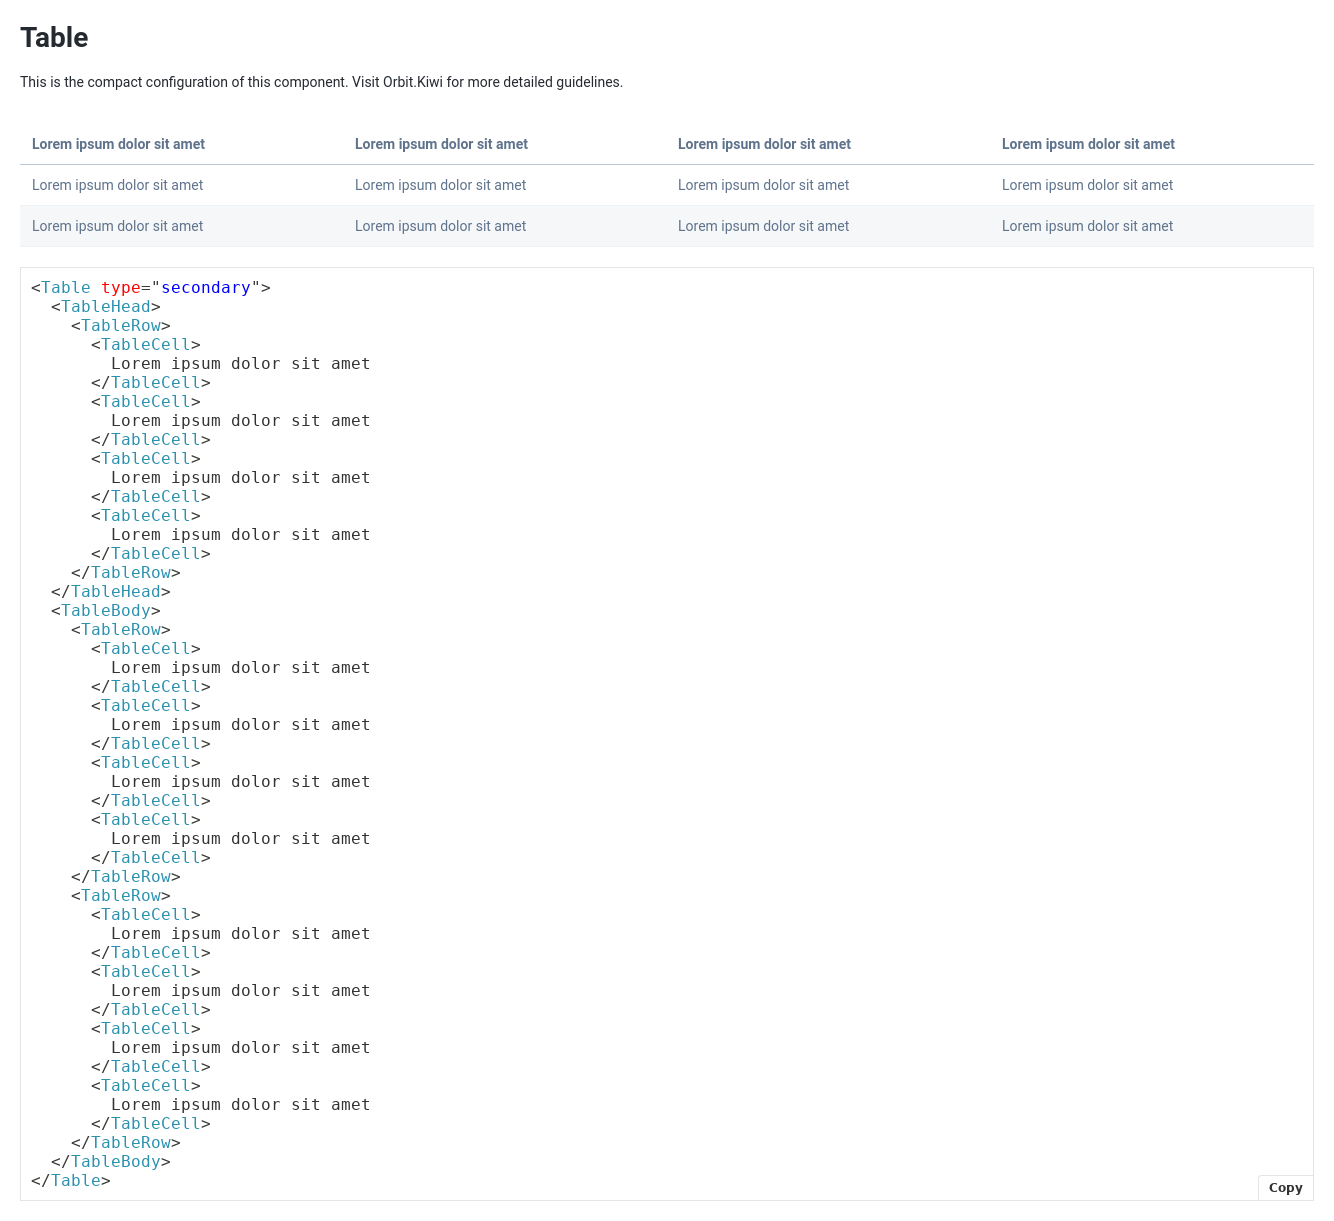 Table
This is the compact configuration of this component. Visit Orbit.Kiwi for more detailed guidelines.
Lorem ipsum dolor sit amet Lorem ipsum dolor sit amet Lorem ipsum dolor sit amet Lorem ipsum dolor sit amet
Lorem ipsum dolor sit amet Lorem ipsum dolor sit amet Lorem ipsum dolor sit amet Lorem ipsum dolor sit amet
Lorem ipsum dolor sit amet Lorem ipsum dolor sit amet Lorem ipsum dolor sit amet Lorem ipsum dolor sit amet
<Table type="secondary">
  <TableHead>
    <TableRow>
      <TableCell>
        Lorem ipsum dolor sit amet
      </TableCell>
      <TableCell>
        Lorem ipsum dolor sit amet
      </TableCell>
      <TableCell>
        Lorem ipsum dolor sit amet
      </TableCell>
      <TableCell>
        Lorem ipsum dolor sit amet
      </TableCell>
    </TableRow>
  </TableHead>
  <TableBody>
    <TableRow>
      <TableCell>
        Lorem ipsum dolor sit amet
      </TableCell>
      <TableCell>
        Lorem ipsum dolor sit amet
      </TableCell>
      <TableCell>
        Lorem ipsum dolor sit amet
      </TableCell>
      <TableCell>
        Lorem ipsum dolor sit amet
      </TableCell>
    </TableRow>
    <TableRow>
      <TableCell>
        Lorem ipsum dolor sit amet
      </TableCell>
      <TableCell>
        Lorem ipsum dolor sit amet
      </TableCell>
      <TableCell>
        Lorem ipsum dolor sit amet
      </TableCell>
      <TableCell>
        Lorem ipsum dolor sit amet
      </TableCell>
    </TableRow>
  </TableBody>
</Table>
Copy